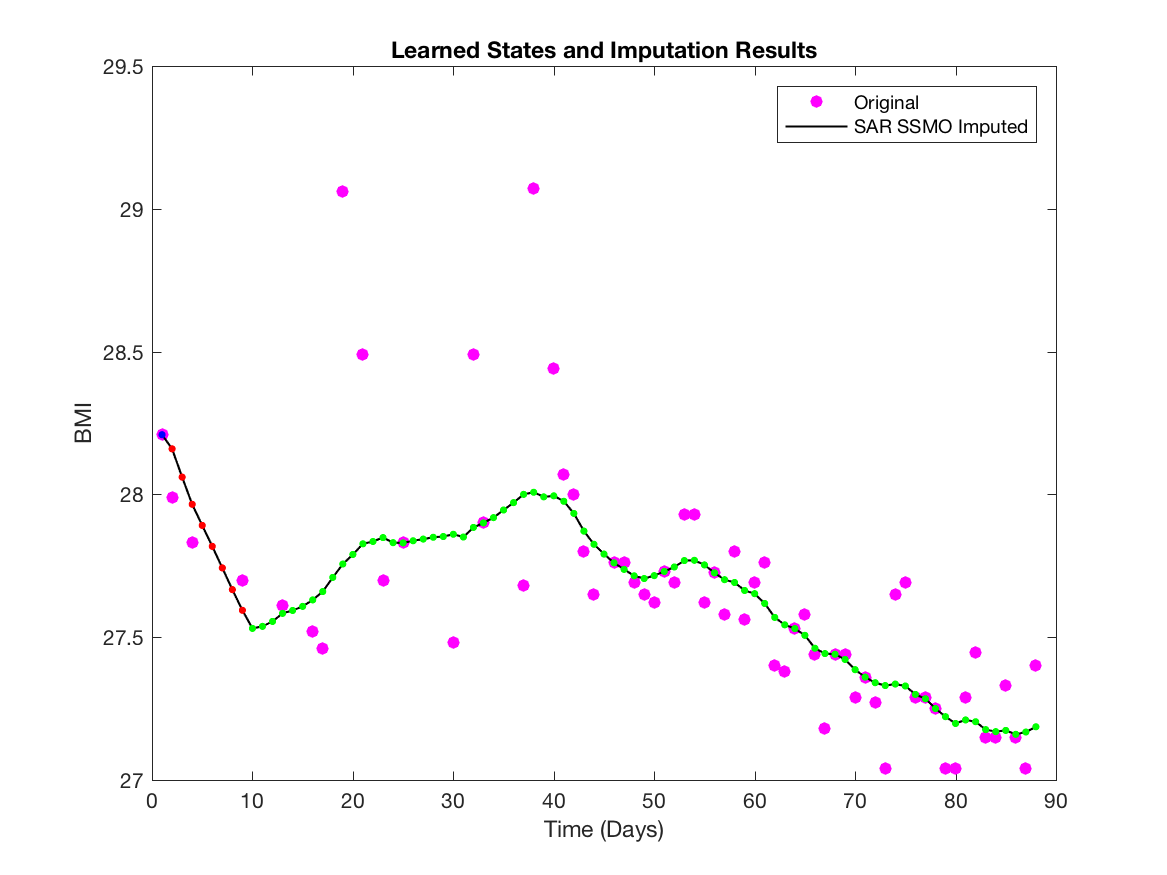 Learned States and Imputation Results
29.5
29
28.5
28
27.5
27
BMI
Original
SAR SSMO Imputed
0 10 20 30 40 50 60 70 80 90
Time (Days)